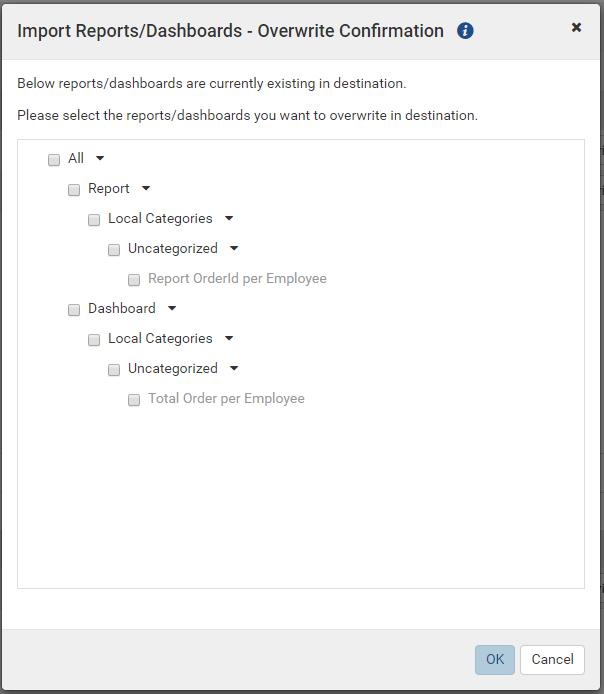 Import Reports/Dashboards - Overwrite Confirmation
Below reports/dashboards are currently existing in destination.
Please select the reports/dashboards you want to overwrite in destination.
All
Report
Local Categories
Uncategorized
Report OrderId per Employee
Dashboard
Local Categories
Uncategorized
Total Order per Employee
OK Cancel